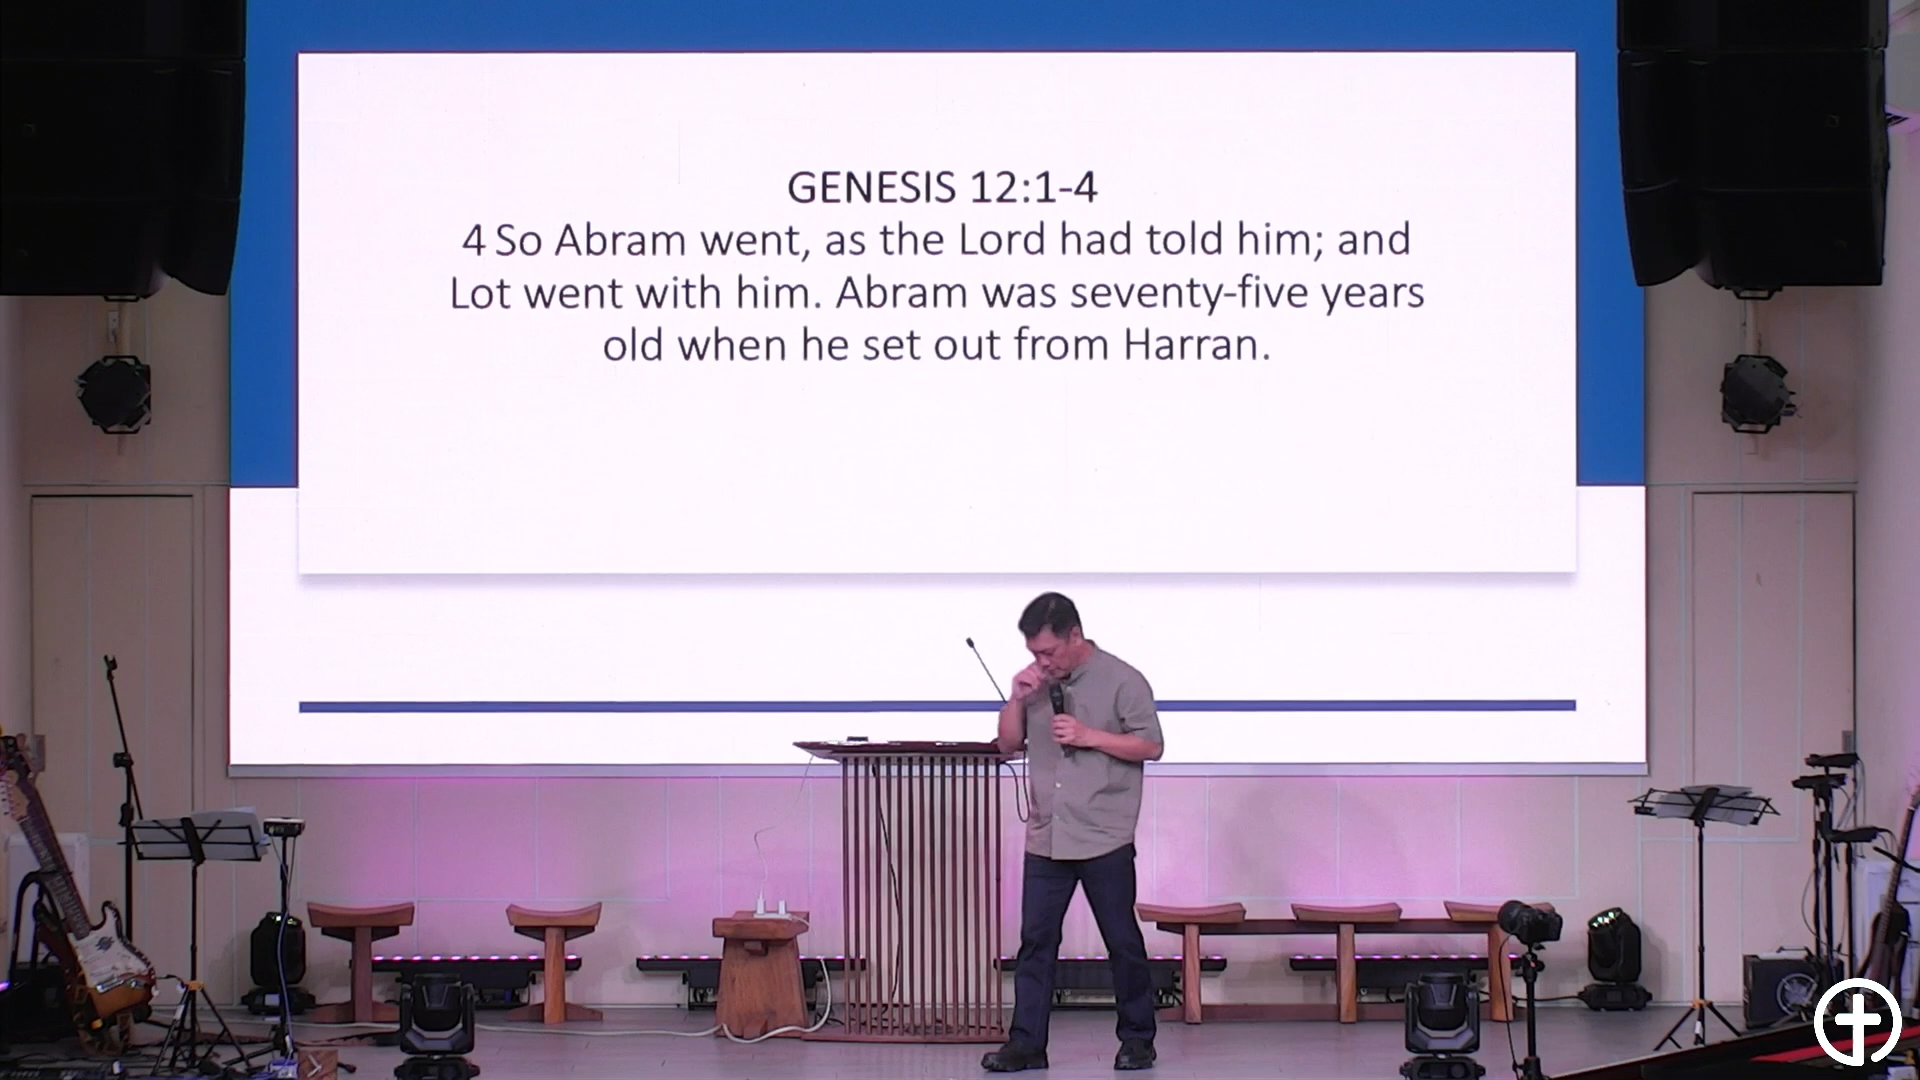 GENESIS 12:1-4
4 So Abram went, as the Lord had told him; and
Lot went with him. Abram was seventy-five years
old when he set out from Harran.